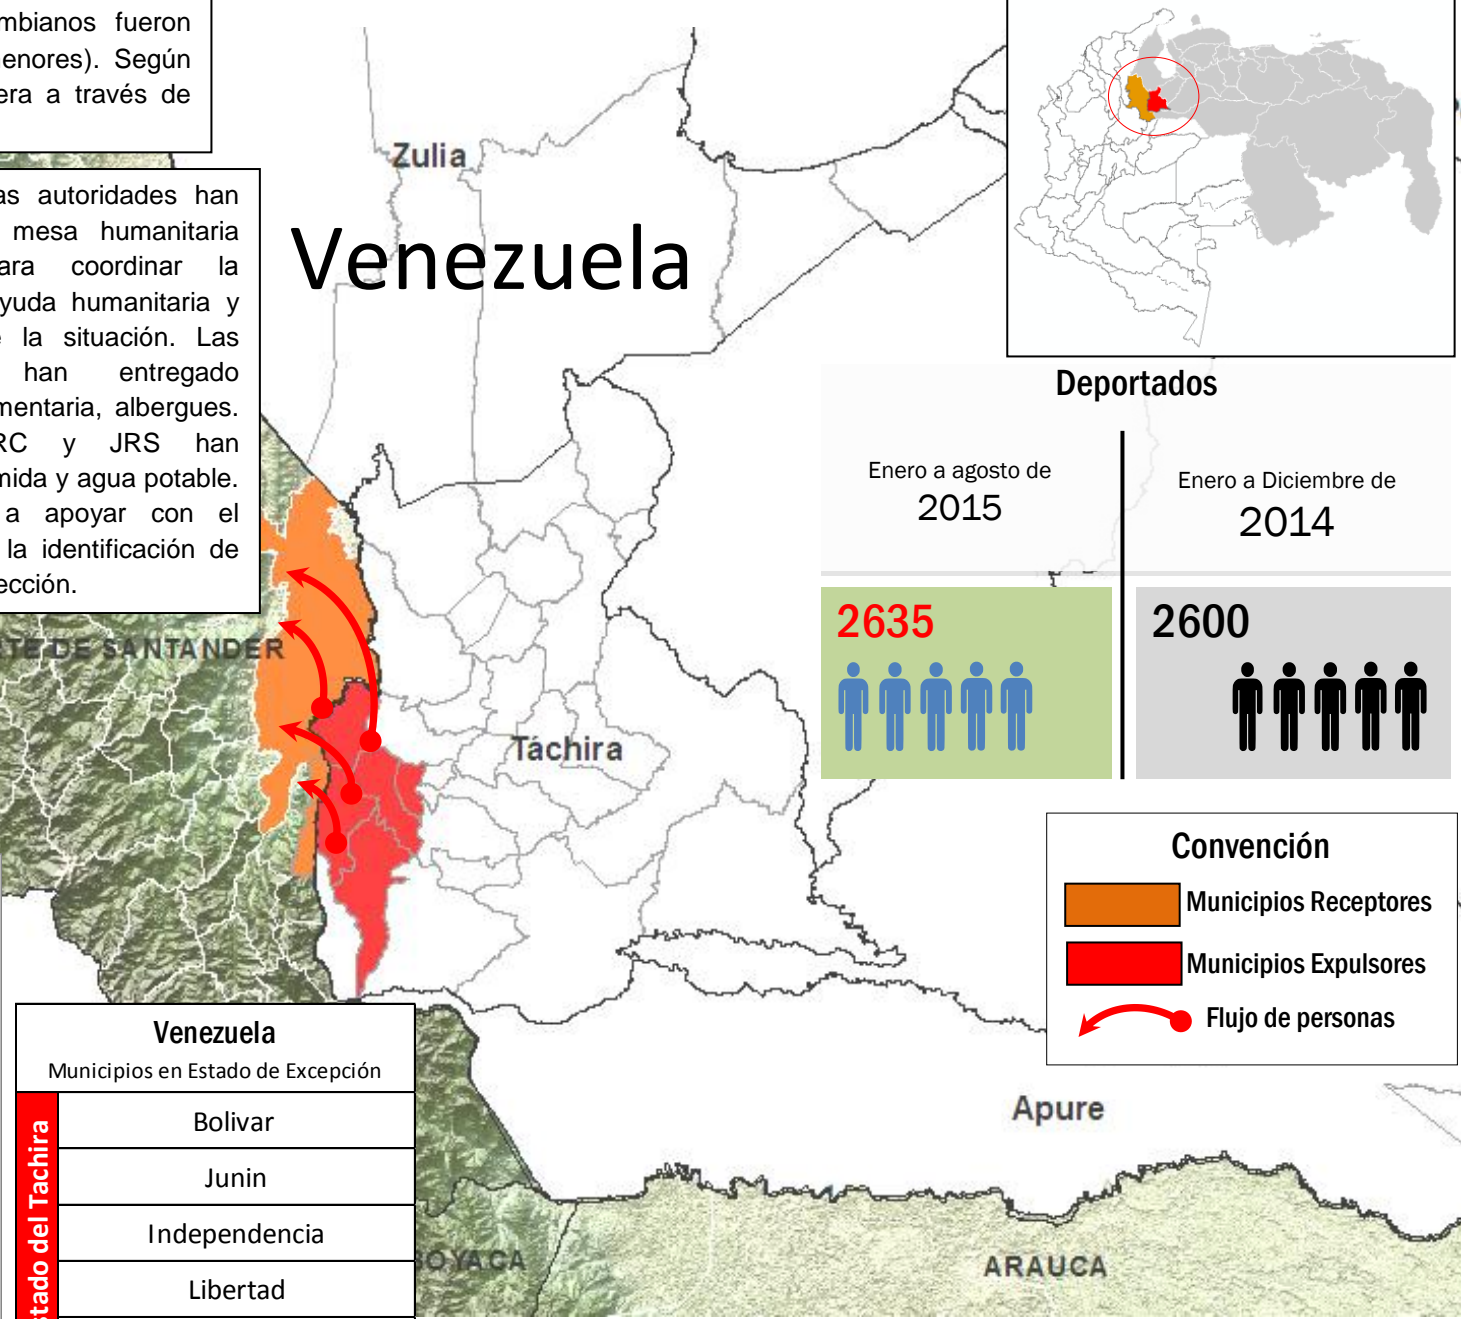 mbianos fueron
enores). Según
era a través de
as autoridades han
mesa humanitaria
ara coordinar la
yuda humanitaria y
e la situación. Las
han entregado
mentaria, albergues.
RC y JRS han
mida y agua potable.
a apoyar con el
la identificación de
ección.
Zulia
Venezuela
Deportados
Enero a agosto de
2015
Enero a Diciembre de
2014
2635
2600
TE DE SANTANDER
Táchira
Convención
Municipios Receptores
Municipios Expulsores
Flujo de personas
Venezuela
Municipios en Estado de Excepción
stado del Tachira
Bolivar
Junin
Independencia
Libertad
Apure
BOYACA
ARAUCA